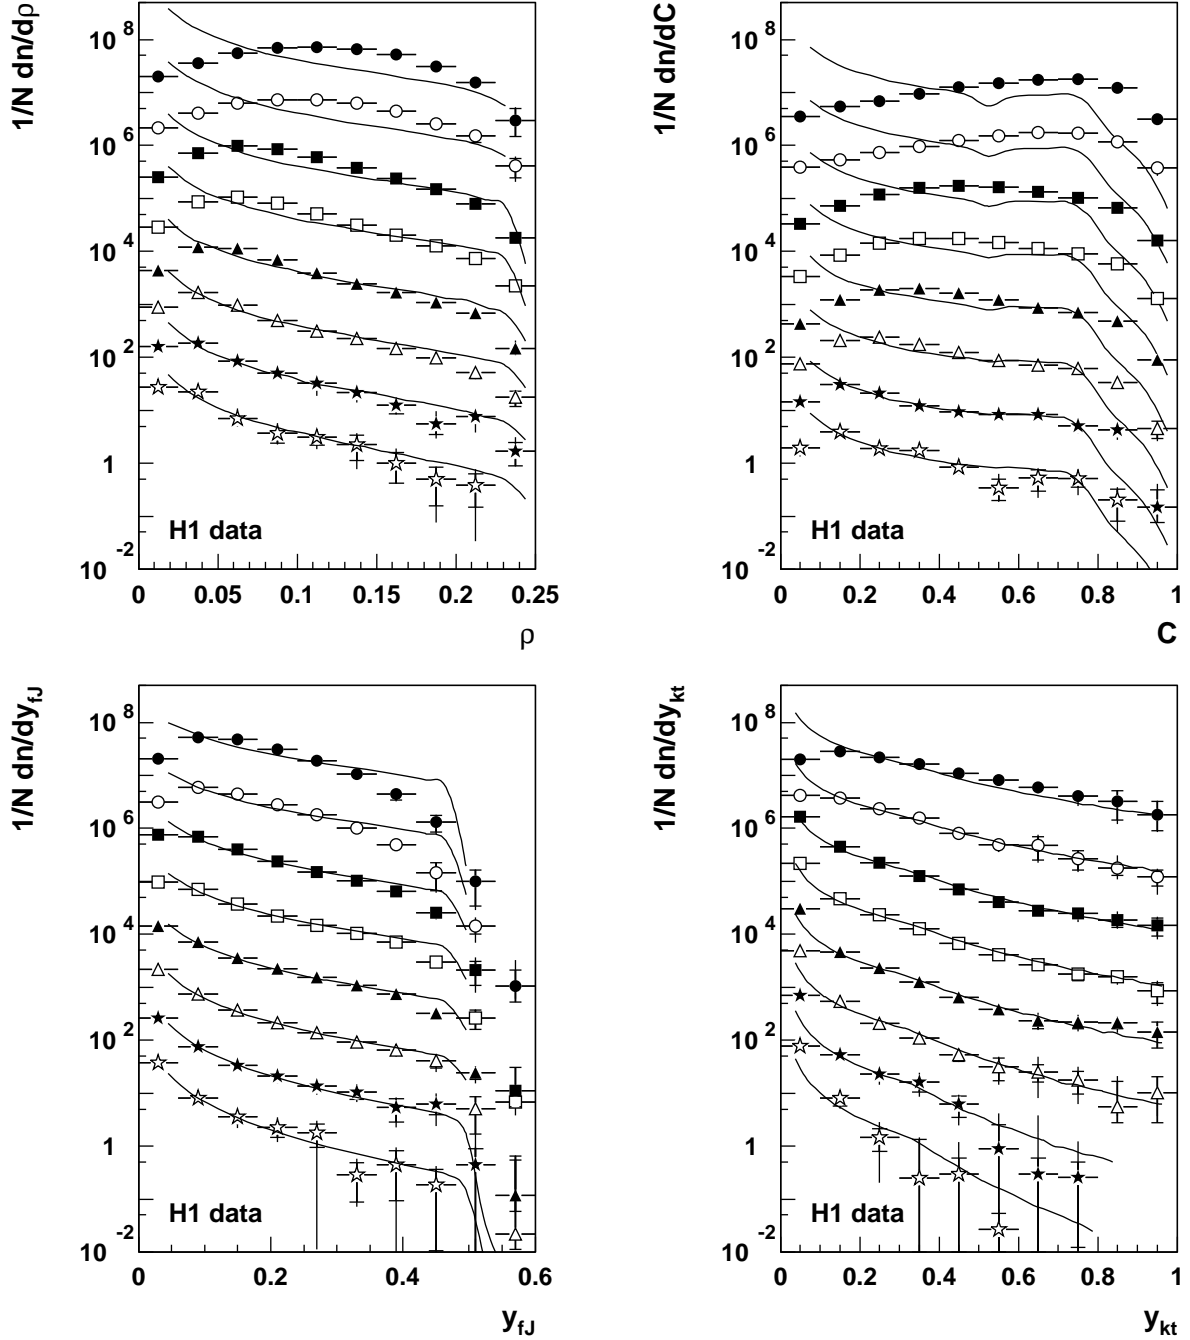 1/N dn/dρ
10 8
10 6
10 4
10 2
1
10 -2
H1 data
0 0.05 0.1 0.15 0.2 0.25
ρ
1/N dn/dC
10 8
10 6
10 4
10 2
1
10 -2
H1 data
0 0.2 0.4 0.6 0.8 1
C
1/N dn/dy_fJ
10 8
10 6
10 4
10 2
1
10 -2
H1 data
0 0.2 0.4 0.6
y_fJ
1/N dn/dy_kt
10 8
10 6
10 4
10 2
1
10 -2
H1 data
0 0.2 0.4 0.6 0.8 1
y_kt